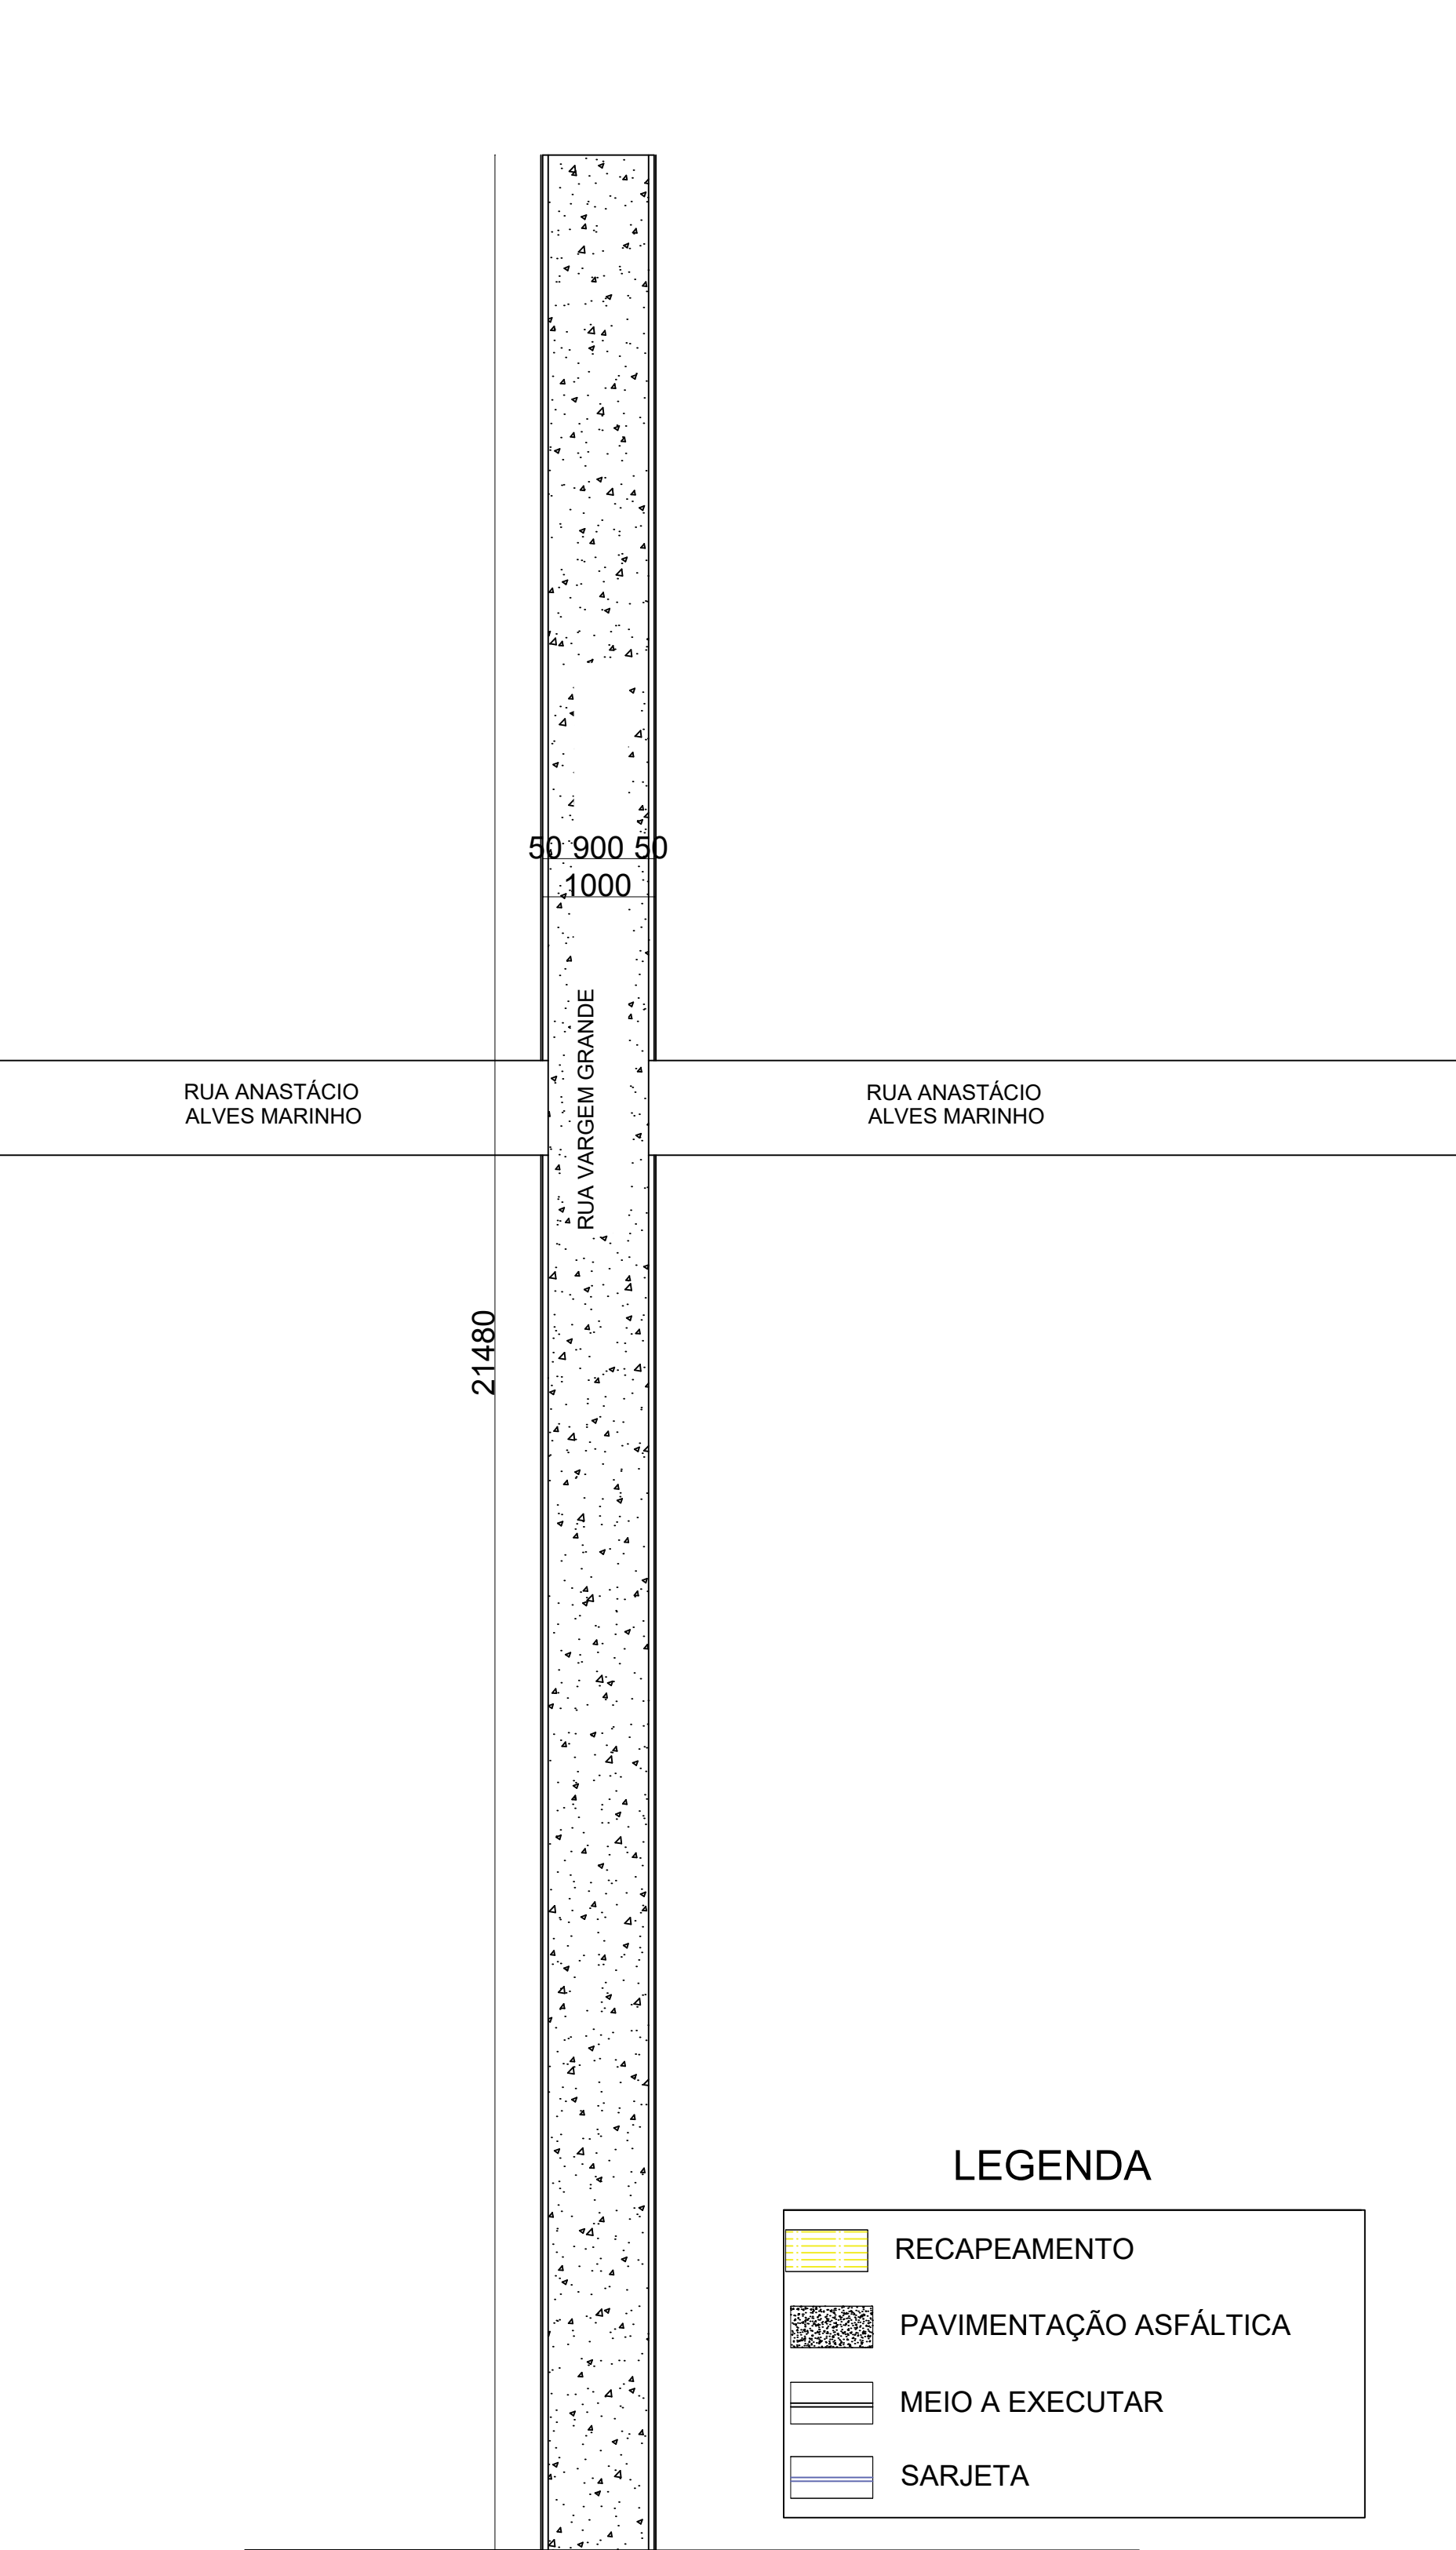 50 900 50
1000
RUA VARGEM GRANDE
RUA ANASTÁCIO
ALVES MARINHO
RUA ANASTÁCIO
ALVES MARINHO
21480
LEGENDA
RECAPEAMENTO
PAVIMENTAÇÃO ASFÁLTICA
MEIO A EXECUTAR
SARJETA